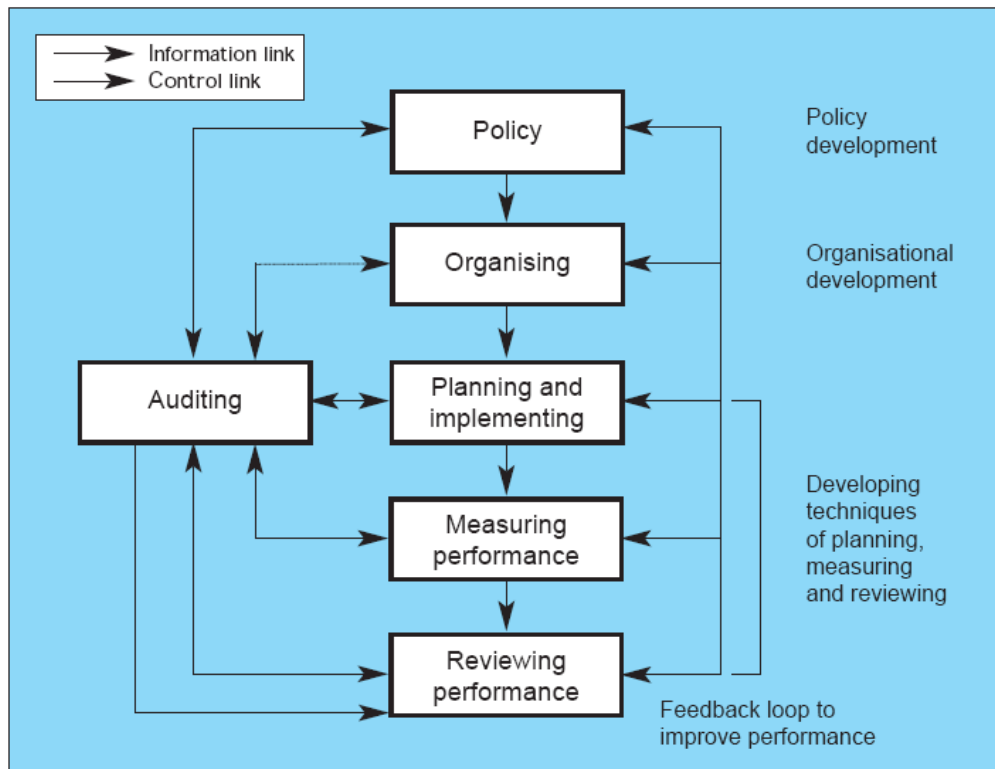 Information link
Control link
Policy
Policy
development
Organising
Organisational
development
Auditing
Planning and
implementing
Developing
techniques
of planning,
measuring
and reviewing
Measuring
performance
Reviewing
performance
Feedback loop to
improve performance